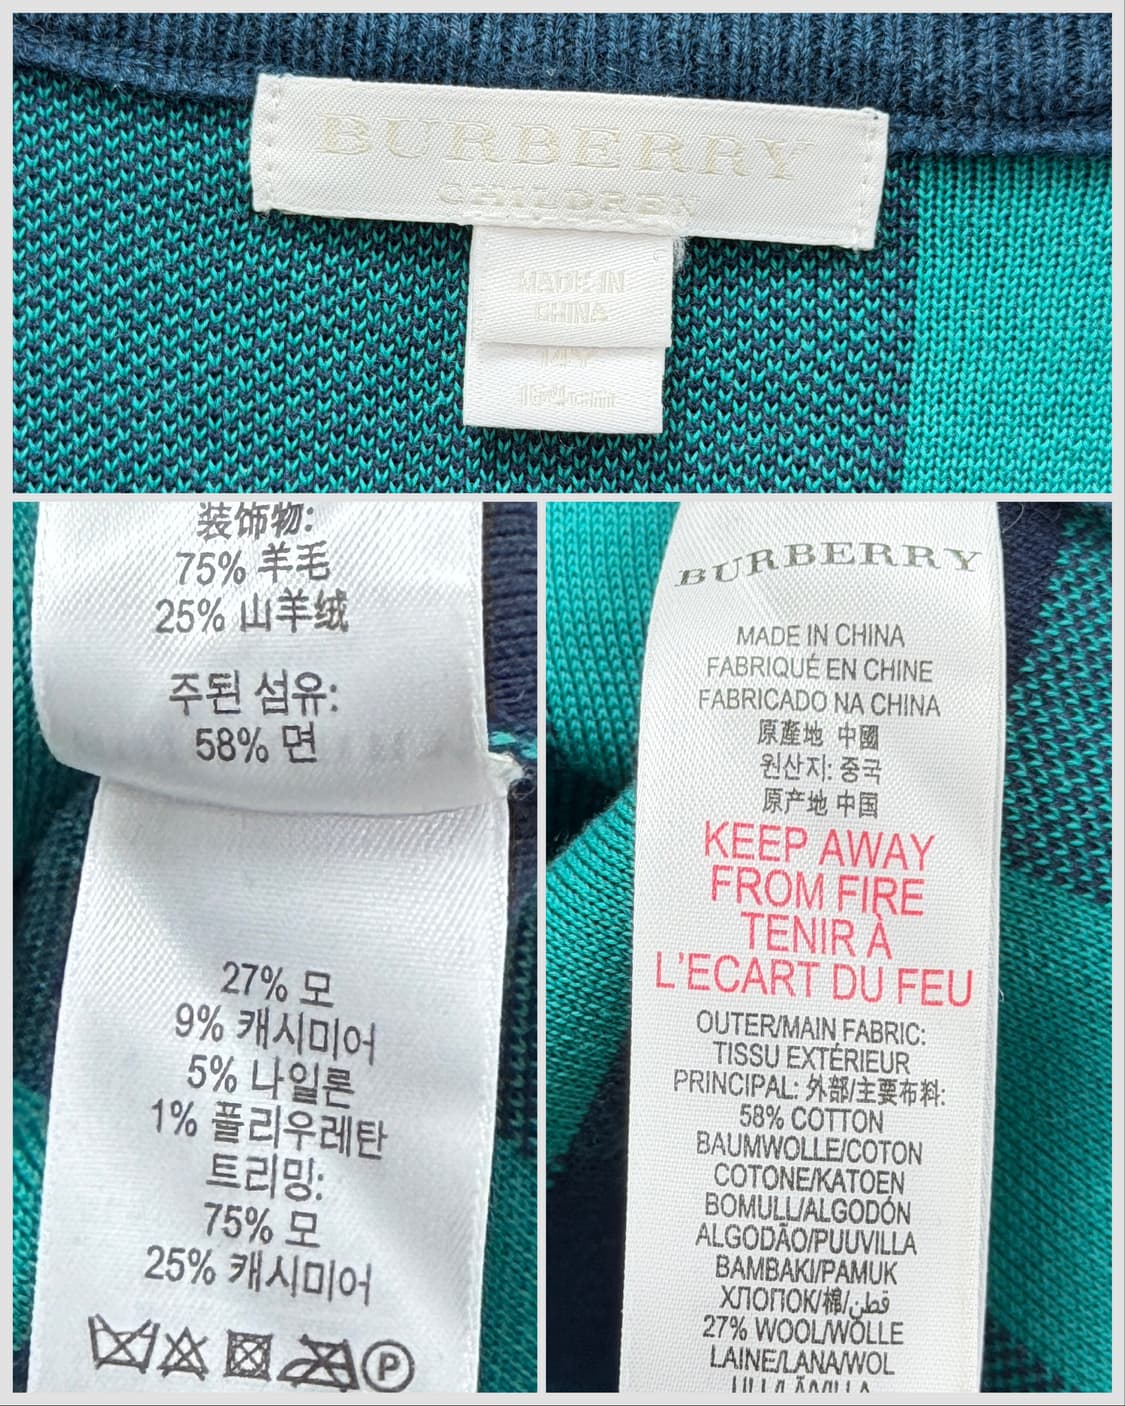 BURBERRY
CHILDREN
MADE IN
CHINA
14Y
装饰物:
75% 羊毛
25% 山羊绒
주된 섬유:
58% 면
27% 모
9% 캐시미어
5% 나일론
1% 폴리우레탄
트리밍:
75% 모
25% 캐시미어
P
BURBERRY
MADE IN CHINA
FABRIQUÉ EN CHINE
FABRICADO NA CHINA
原產地 中國
원산지: 중국
原产地 中国
KEEP AWAY
FROM FIRE
TENIR À
L'ECART DU FEU
OUTER/MAIN FABRIC:
TISSU EXTÉRIEUR
PRINCIPAL: 外部/主要布料:
58% COTTON
BAUMWOLLE/COTON
COTONE/KATOEN
BOMULL/ALGODÓN
ALGODÃO/PUUVILLA
BAMBAKI/PAMUK
ХЛОПОК/棉/قطن
27% WOOL/WOLLE
LAINE/LANA/WOL